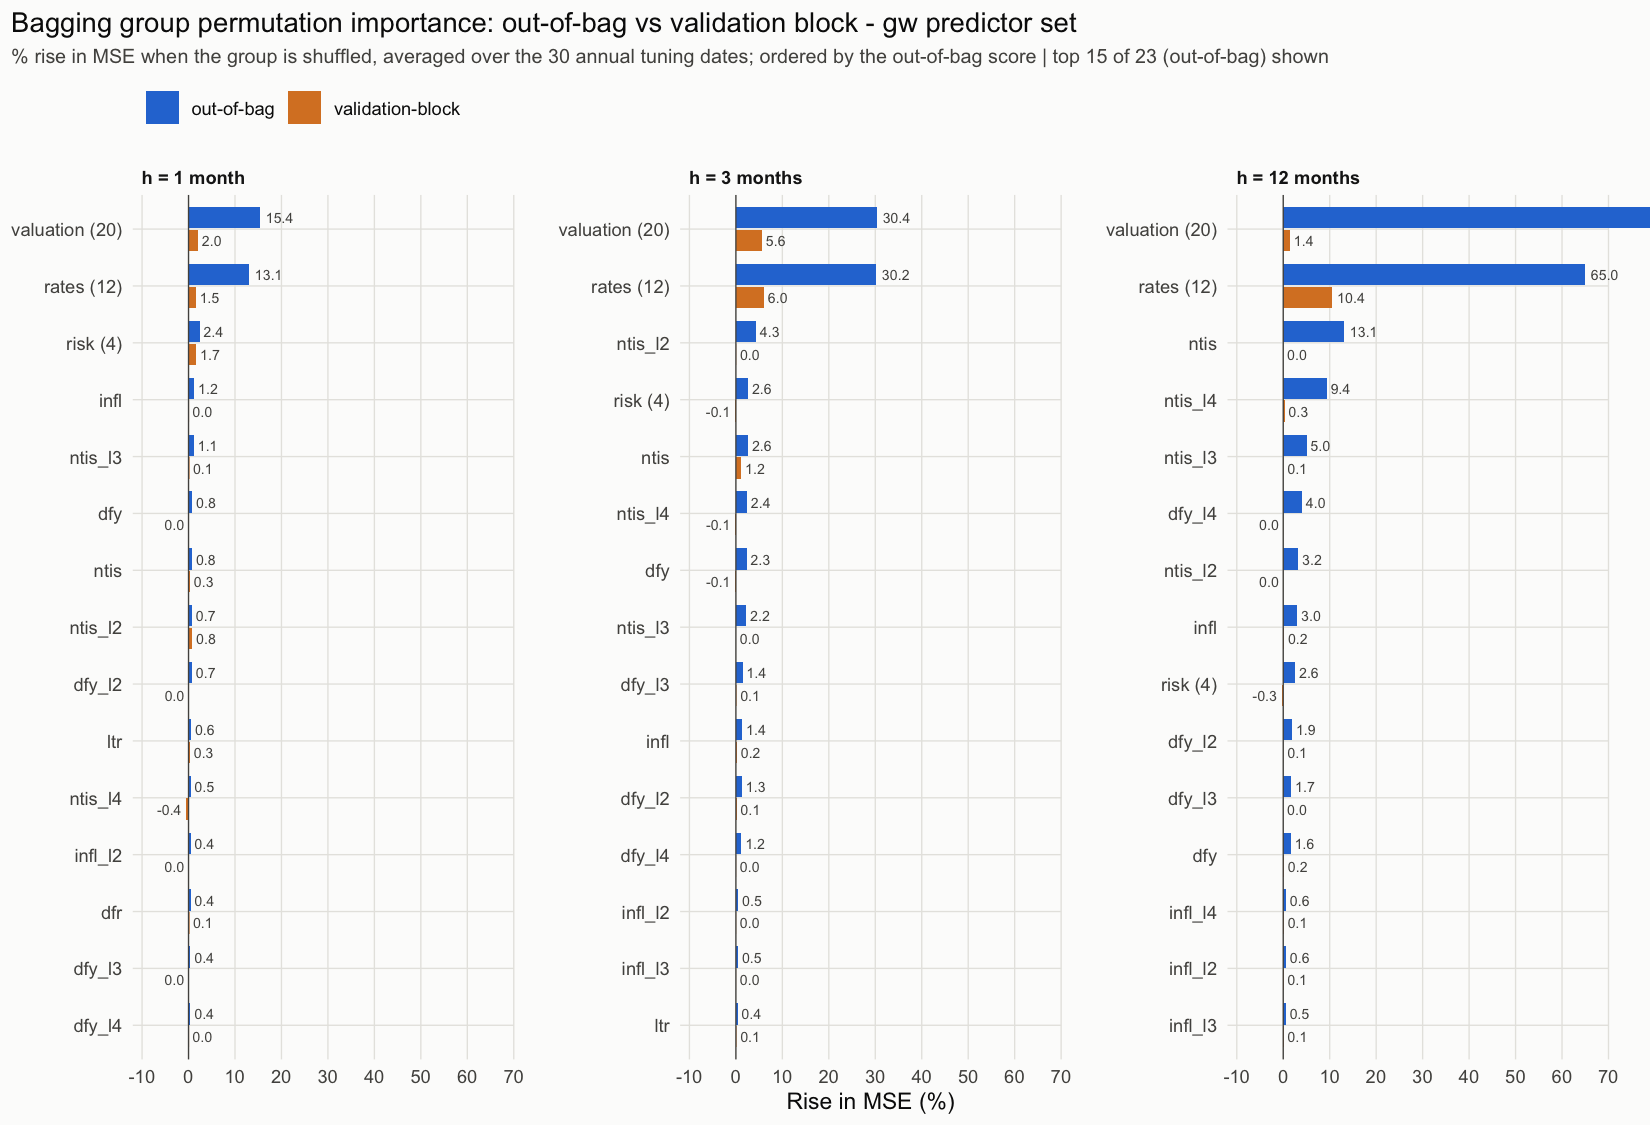 Bagging group permutation importance: out-of-bag vs validation block - gw predictor set
% rise in MSE when the group is shuffled, averaged over the 30 annual tuning dates; ordered by the out-of-bag score | top 15 of 23 (out-of-bag) shown
out-of-bag validation-block
h = 1 month
valuation (20) 15.4
2.0
rates (12) 13.1
1.5
risk (4) 2.4
1.7
infl 1.2
0.0
ntis_l3 1.1
0.1
dfy 0.8
0.0
ntis 0.8
0.3
ntis_l2 0.7
0.8
dfy_l2 0.7
0.0
ltr 0.6
0.3
ntis_l4 0.5
-0.4
infl_l2 0.4
0.0
dfr 0.4
0.1
dfy_l3 0.4
0.0
dfy_l4 0.4
0.0
-10 0 10 20 30 40 50 60 70
h = 3 months
valuation (20) 30.4
5.6
rates (12) 30.2
6.0
ntis_l2 4.3
0.0
risk (4) 2.6
-0.1
ntis 2.6
1.2
ntis_l4 2.4
-0.1
dfy 2.3
-0.1
ntis_l3 2.2
0.0
dfy_l3 1.4
0.1
infl 1.4
0.2
dfy_l2 1.3
0.1
dfy_l4 1.2
0.0
infl_l2 0.5
0.0
infl_l3 0.5
0.0
ltr 0.4
0.1
-10 0 10 20 30 40 50 60 70
h = 12 months
valuation (20)
1.4
rates (12) 65.0
10.4
ntis 13.1
0.0
ntis_l4 9.4
0.3
ntis_l3 5.0
0.1
dfy_l4 4.0
0.0
ntis_l2 3.2
0.0
infl 3.0
0.2
risk (4) 2.6
-0.3
dfy_l2 1.9
0.1
dfy_l3 1.7
0.0
dfy 1.6
0.2
infl_l4 0.6
0.1
infl_l2 0.6
0.1
infl_l3 0.5
0.1
-10 0 10 20 30 40 50 60 70
Rise in MSE (%)